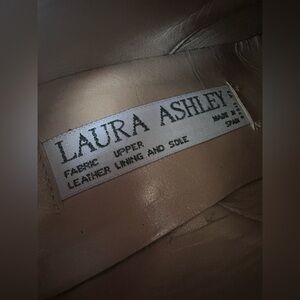 LAURA ASHLEY
FABRIC UPPER
LEATHER LINING AND SOLE
MADE IN
SPAIN